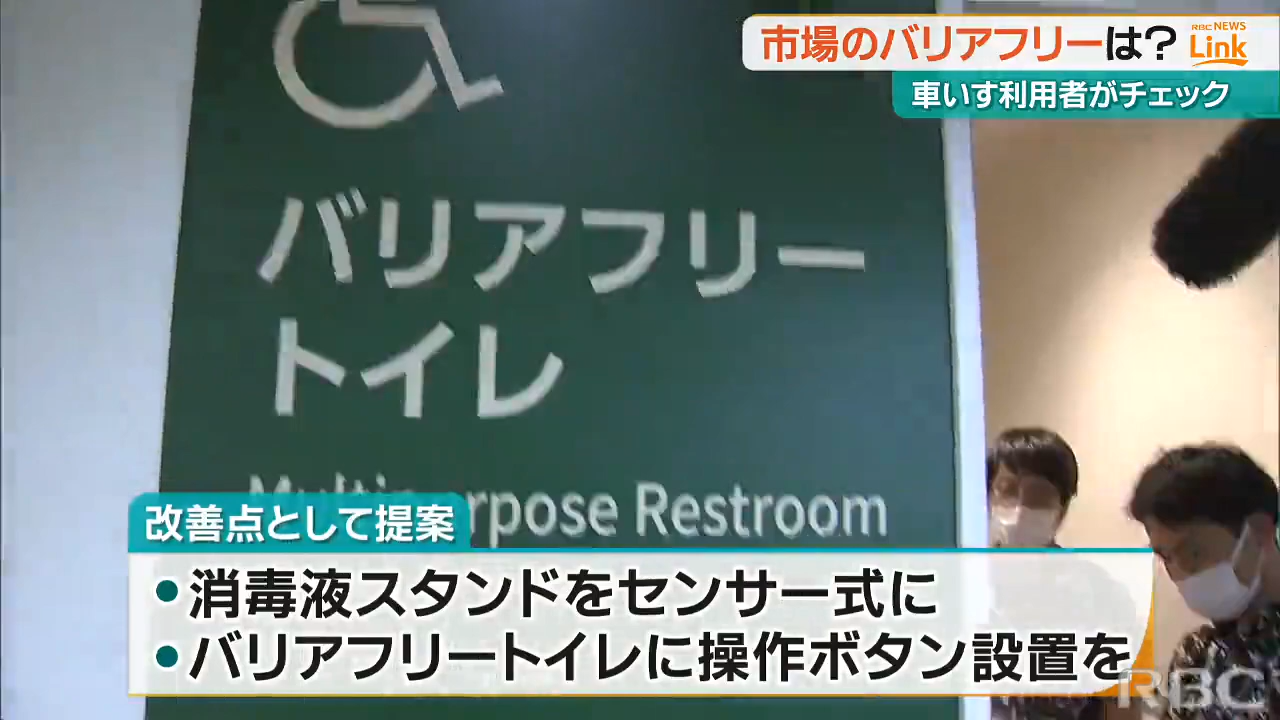 市場のバリアフリーは?
RBC NEWS
Link
車いす利用者がチェック
バリアフリー
トイレ
Multipurpose Restroom
改善点として提案
•消毒液スタンドをセンサー式に
•バリアフリートイレに操作ボタン設置を
RBC